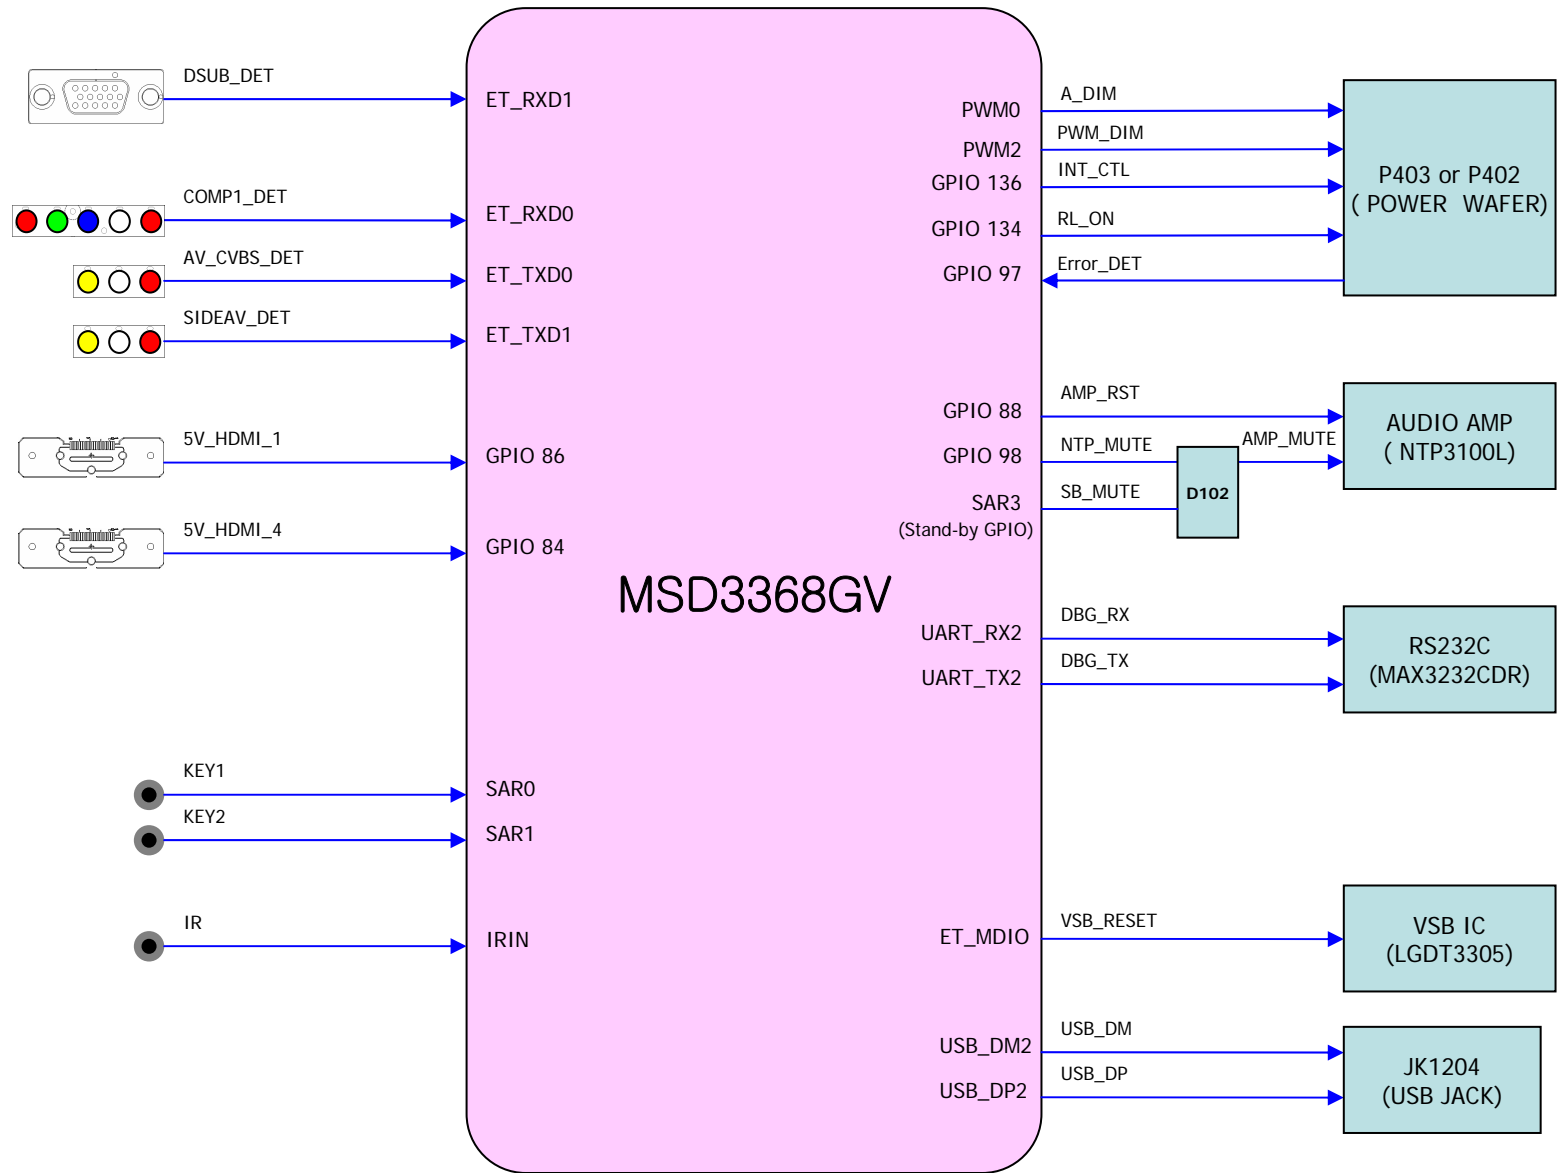 DSUB_DET
ET_RXD1
COMP1_DET
ET_RXD0
AV_CVBS_DET
ET_TXD0
SIDEAV_DET
ET_TXD1
5V_HDMI_1
GPIO 86
5V_HDMI_4
GPIO 84
KEY1
SAR0
KEY2
SAR1
IR
IRIN
MSD3368GV
PWM0
A_DIM
PWM2
PWM_DIM
GPIO 136
INT_CTL
GPIO 134
RL_ON
GPIO 97
Error_DET
P403 or P402
( POWER WAFER)
GPIO 88
AMP_RST
GPIO 98
NTP_MUTE
SAR3
(Stand-by GPIO)
SB_MUTE
D102
AMP_MUTE
AUDIO AMP
( NTP3100L)
UART_RX2
DBG_RX
UART_TX2
DBG_TX
RS232C
(MAX3232CDR)
ET_MDIO
VSB_RESET
VSB IC
(LGDT3305)
USB_DM2
USB_DM
USB_DP2
USB_DP
JK1204
(USB JACK)